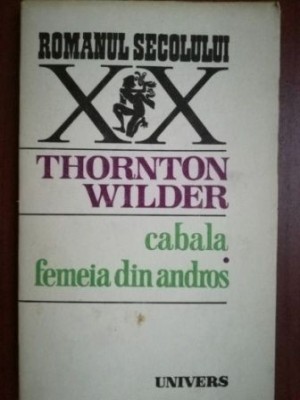 ROMANUL SECOLULUI
XX
THORNTON
WILDER
cabala
femeia din andros
UNIVERS